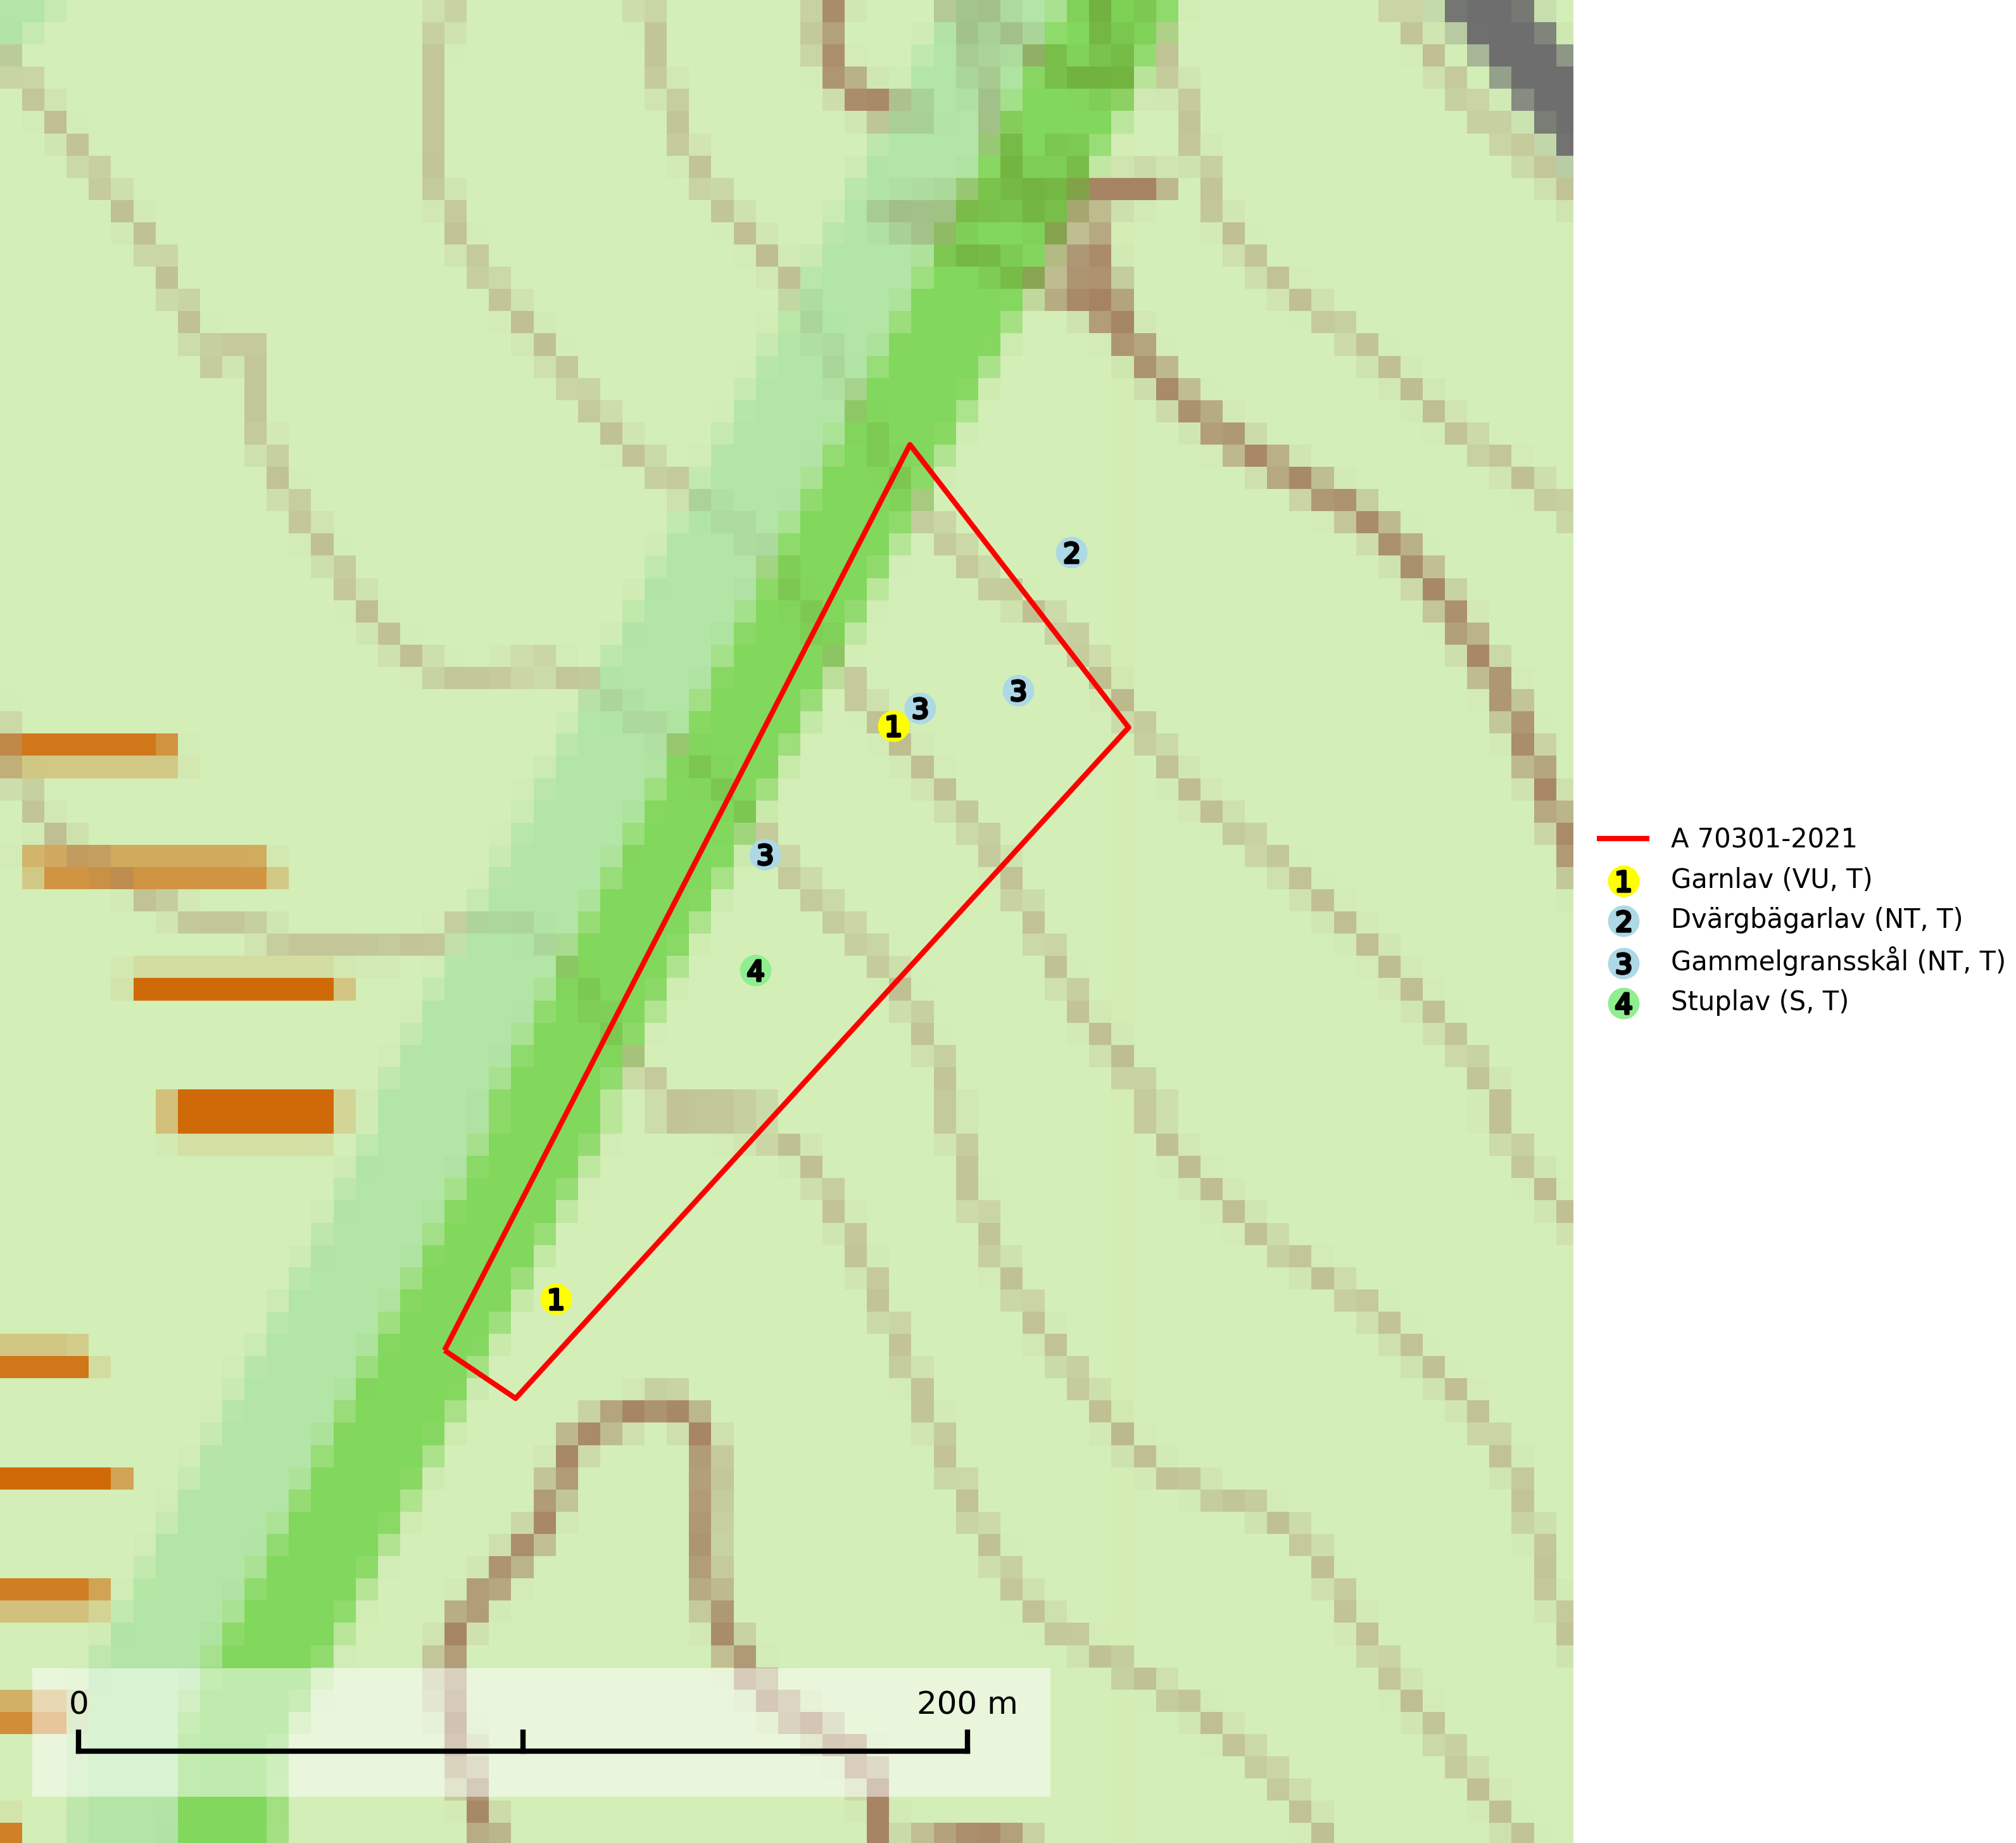 2
3
3
1
3
4
1
A 70301-2021
1 Garnlav (VU, T)
2 Dvärgbägarlav (NT, T)
3 Gammelgransskål (NT, T)
4 Stuplav (S, T)
0 200 m